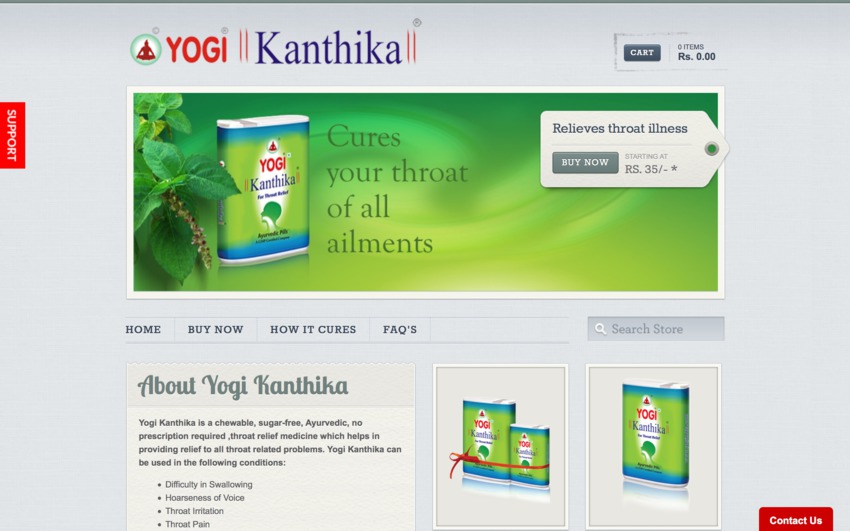 YOGI ® || Kanthika || ®
CART
0 ITEMS
Rs. 0.00
SUPPORT
Cures
your throat
of all
ailments
YOGI
|| Kanthika ||
For Throat Relief
Ayurvedic Pills
Relieves throat illness
BUY NOW
STARTING AT
RS. 35/- *
HOME
BUY NOW
HOW IT CURES
FAQ'S
Search Store
About Yogi Kanthika
Yogi Kanthika is a chewable, sugar-free, Ayurvedic, no
prescription required ,throat relief medicine which helps in
providing relief to all throat related problems. Yogi Kanthika can
be used in the following conditions:
Difficulty in Swallowing
Hoarseness of Voice
Throat Irritation
Throat Pain
YOGI
Kanthika
YOGI
Kanthika
YOGI
Kanthika
Contact Us